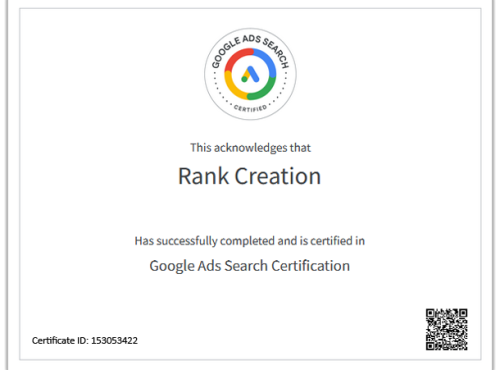 GOOGLE ADS SEARCH
CERTIFIED
This acknowledges that
Rank Creation
Has successfully completed and is certified in
Google Ads Search Certification
Certificate ID: 153053422